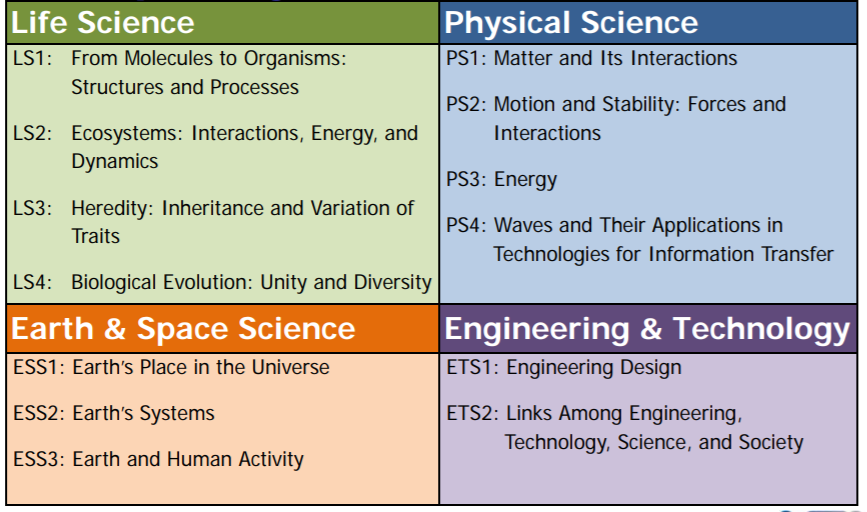 Life Science
LS1: From Molecules to Organisms:
Structures and Processes
LS2: Ecosystems: Interactions, Energy, and
Dynamics
LS3: Heredity: Inheritance and Variation of
Traits
LS4: Biological Evolution: Unity and Diversity
Physical Science
PS1: Matter and Its Interactions
PS2: Motion and Stability: Forces and
Interactions
PS3: Energy
PS4: Waves and Their Applications in
Technologies for Information Transfer
Earth & Space Science
ESS1: Earth’s Place in the Universe
ESS2: Earth’s Systems
ESS3: Earth and Human Activity
Engineering & Technology
ETS1: Engineering Design
ETS2: Links Among Engineering,
Technology, Science, and Society